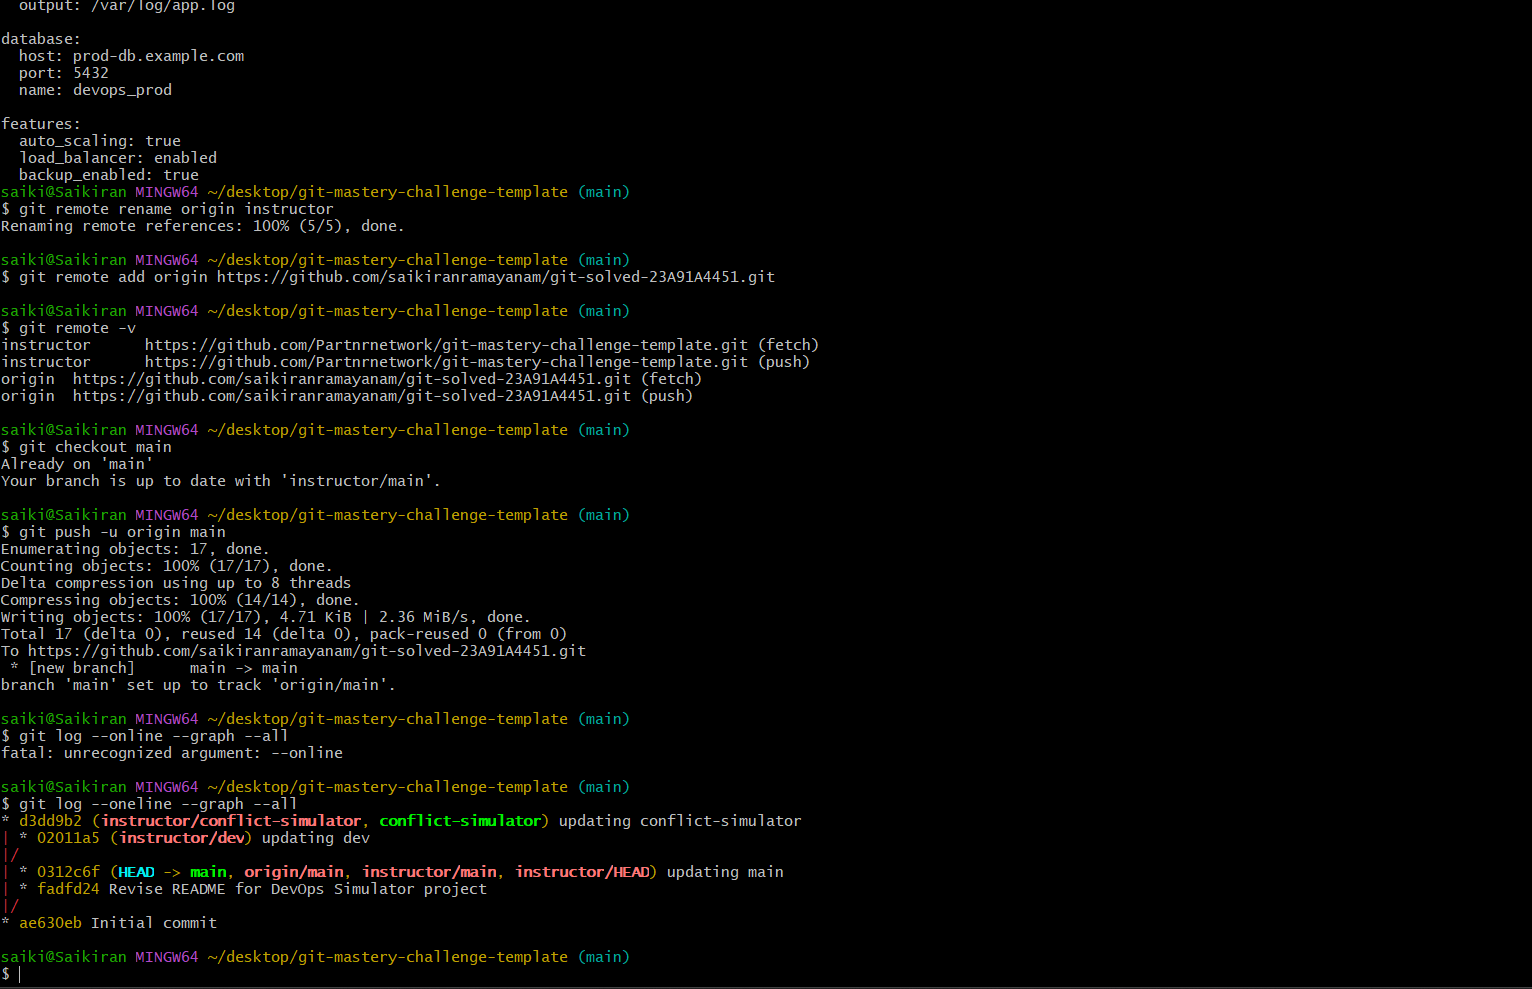 output: /var/log/app.log

database:
  host: prod-db.example.com
  port: 5432
  name: devops_prod

features:
  auto_scaling: true
  load_balancer: enabled
  backup_enabled: true
saiki@Saikiran MINGW64 ~/desktop/git-mastery-challenge-template (main)
$ git remote rename origin instructor
Renaming remote references: 100% (5/5), done.

saiki@Saikiran MINGW64 ~/desktop/git-mastery-challenge-template (main)
$ git remote add origin https://github.com/saikiranramayanam/git-solved-23A91A4451.git

saiki@Saikiran MINGW64 ~/desktop/git-mastery-challenge-template (main)
$ git remote -v
instructor      https://github.com/Partnrnetwork/git-mastery-challenge-template.git (fetch)
instructor      https://github.com/Partnrnetwork/git-mastery-challenge-template.git (push)
origin  https://github.com/saikiranramayanam/git-solved-23A91A4451.git (fetch)
origin  https://github.com/saikiranramayanam/git-solved-23A91A4451.git (push)

saiki@Saikiran MINGW64 ~/desktop/git-mastery-challenge-template (main)
$ git checkout main
Already on 'main'
Your branch is up to date with 'instructor/main'.

saiki@Saikiran MINGW64 ~/desktop/git-mastery-challenge-template (main)
$ git push -u origin main
Enumerating objects: 17, done.
Counting objects: 100% (17/17), done.
Delta compression using up to 8 threads
Compressing objects: 100% (14/14), done.
Writing objects: 100% (17/17), 4.71 KiB | 2.36 MiB/s, done.
Total 17 (delta 0), reused 14 (delta 0), pack-reused 0 (from 0)
To https://github.com/saikiranramayanam/git-solved-23A91A4451.git
 * [new branch]      main -> main
branch 'main' set up to track 'origin/main'.

saiki@Saikiran MINGW64 ~/desktop/git-mastery-challenge-template (main)
$ git log --online --graph --all
fatal: unrecognized argument: --online

saiki@Saikiran MINGW64 ~/desktop/git-mastery-challenge-template (main)
$ git log --oneline --graph --all
* d3dd9b2 (instructor/conflict-simulator, conflict-simulator) updating conflict-simulator
| * 02011a5 (instructor/dev) updating dev
|/
| * 0312c6f (HEAD -> main, origin/main, instructor/main, instructor/HEAD) updating main
| * fadfd24 Revise README for DevOps Simulator project
|/
* ae630eb Initial commit

saiki@Saikiran MINGW64 ~/desktop/git-mastery-challenge-template (main)
$